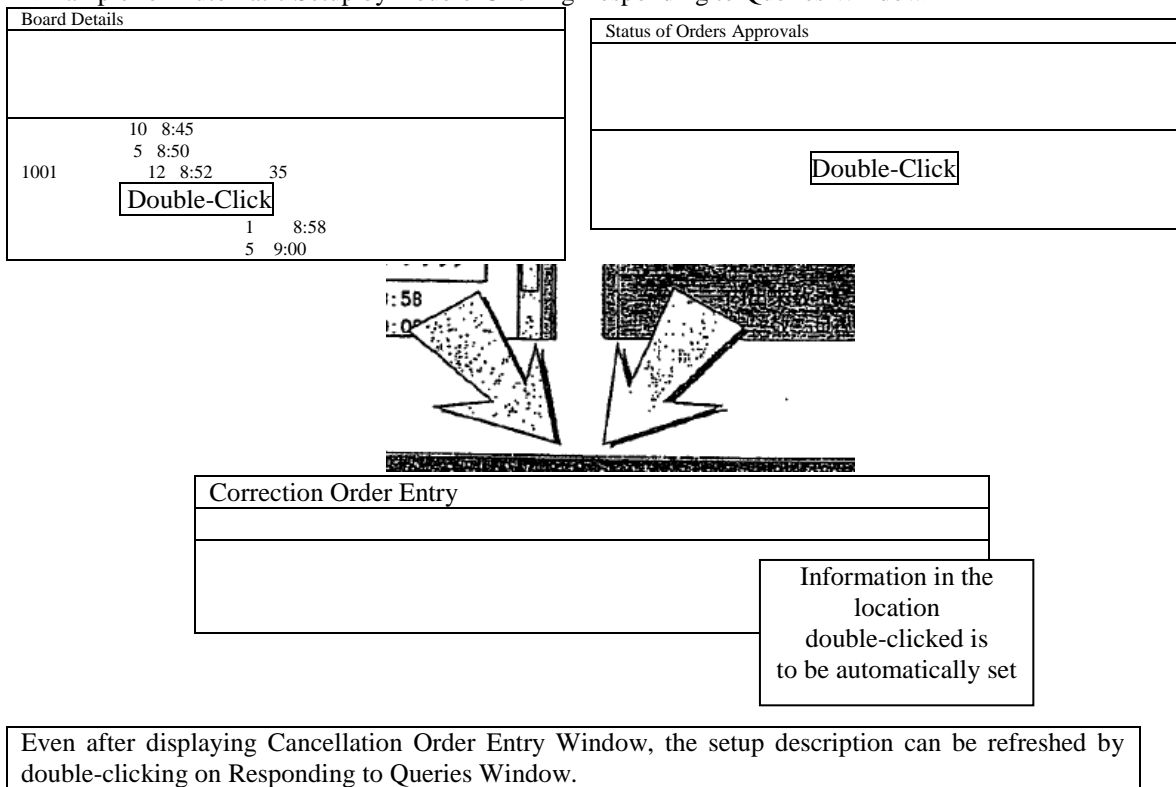 Board Details
Status of Orders Approvals
10 8:45
5 8:50
1001 12 8:52 35
Double-Click
1 8:58
5 9:00
Double-Click
:58
Correction Order Entry
Information in the
location
double-clicked is
to be automatically set
Even after displaying Cancellation Order Entry Window, the setup description can be refreshed by
double-clicking on Responding to Queries Window.